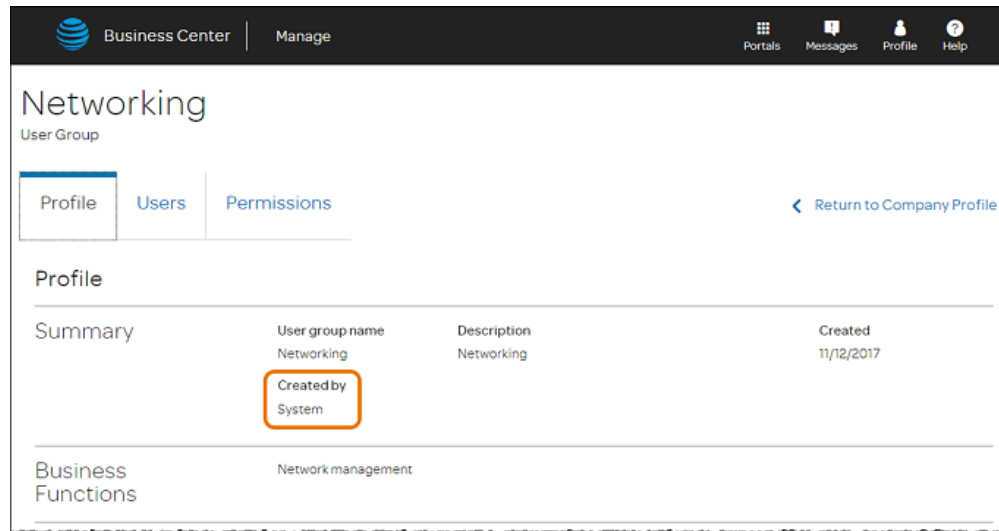 Business Center Manage
Portals Messages Profile Help
Networking
User Group
Profile Users Permissions
Return to Company Profile
Profile
Summary
User group name Description Created
Networking Networking 11/12/2017
Created by
System
Business Functions
Network management